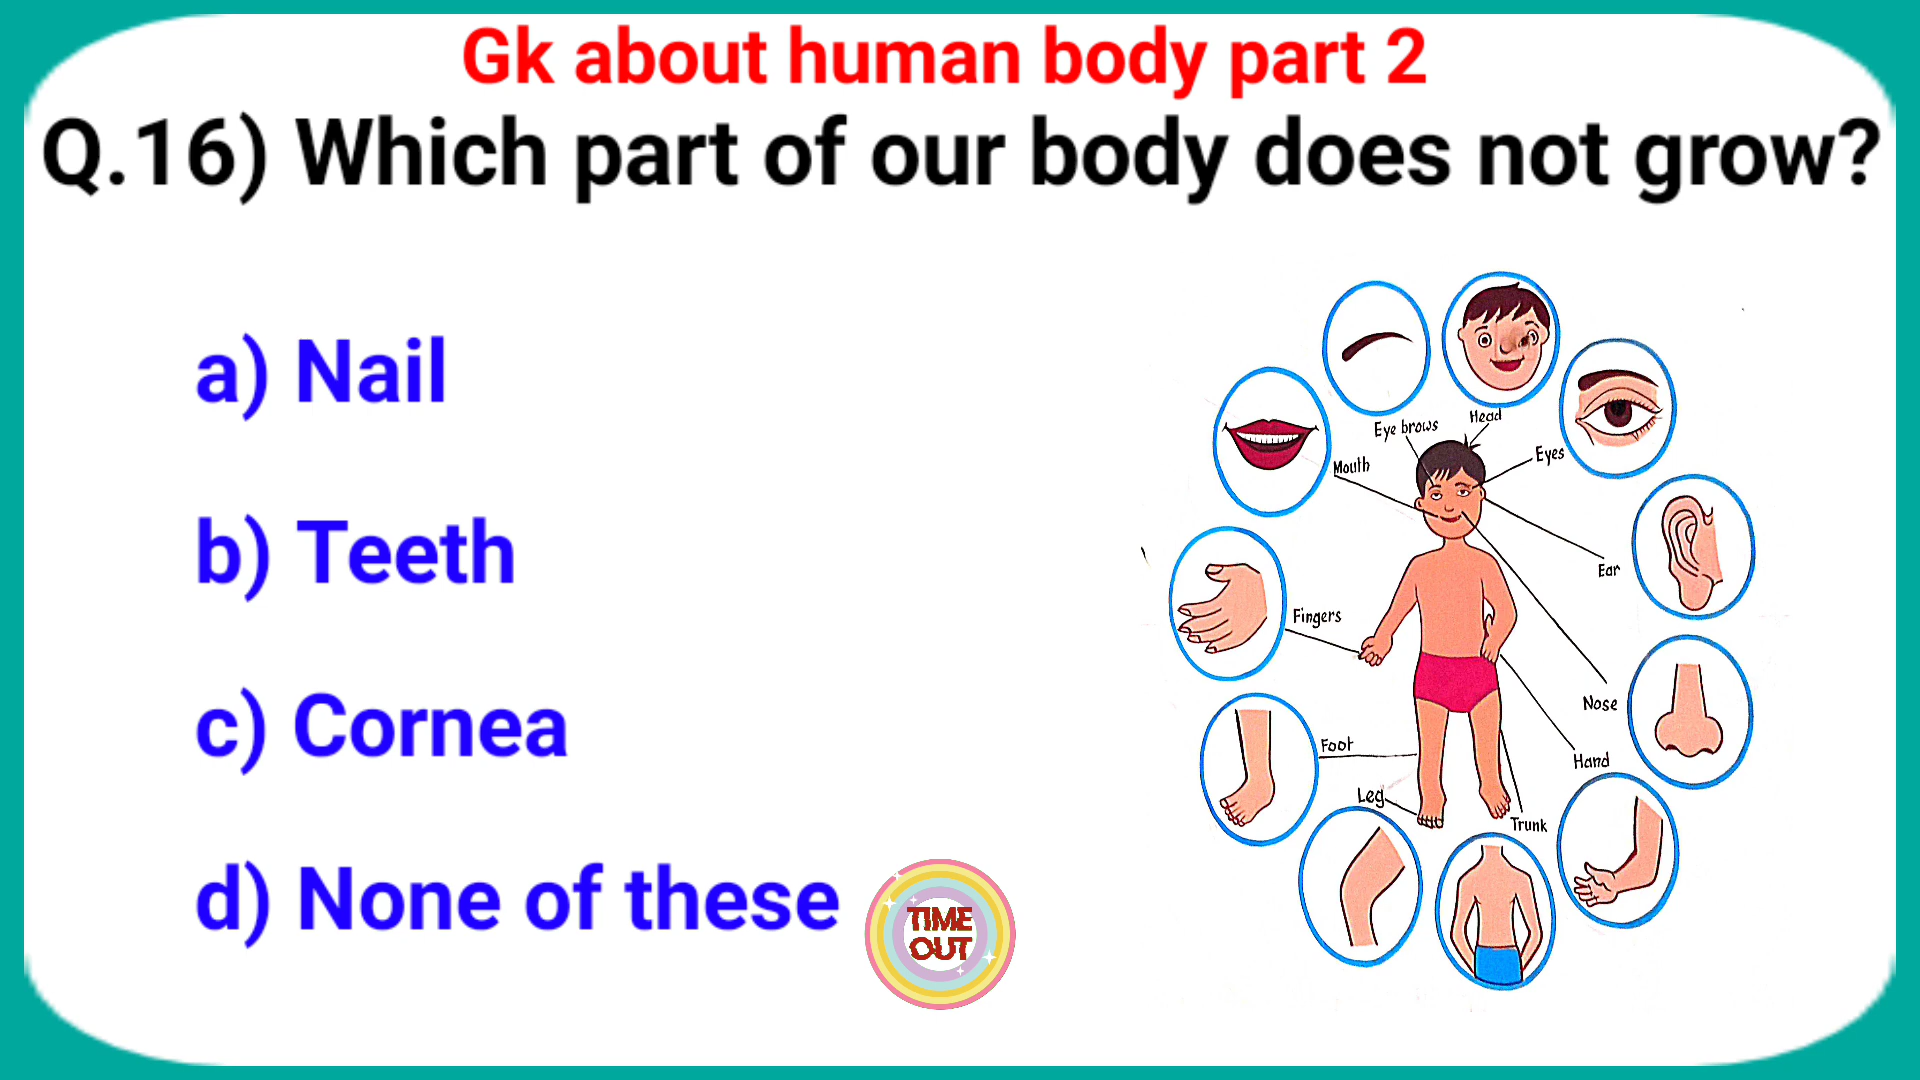 Gk about human body part 2
Q.16) Which part of our body does not grow?
a) Nail
b) Teeth
c) Cornea
d) None of these
TIME
OUT
Head
Eye brows
Eyes
Mouth
Ear
Fingers
Nose
Foot
Hand
Leg
Trunk